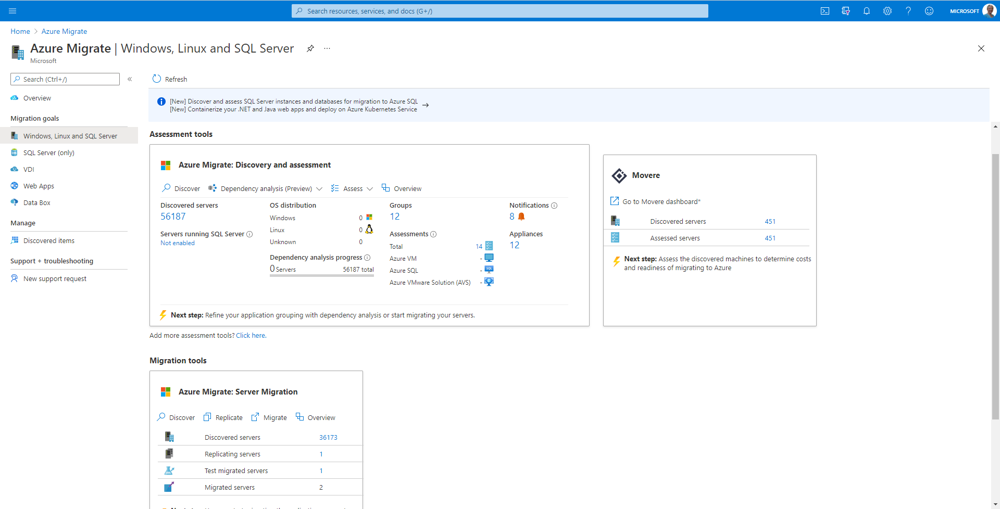 Search resources, services, and docs (G+/)
MICROSOFT
Home > Azure Migrate
Azure Migrate | Windows, Linux and SQL Server ...
Microsoft
Search (Ctrl+/) «
Overview
Migration goals
Windows, Linux and SQL Server
SQL Server (only)
VDI
Web Apps
Data Box
Manage
Discovered items
Support + troubleshooting
New support request
Refresh
[New] Discover and assess SQL Server instances and databases for migration to Azure SQL
[New] Containerize your .NET and Java web apps and deploy on Azure Kubernetes Service
Assessment tools
Azure Migrate: Discovery and assessment
Discover Dependency analysis (Preview) Assess Overview
Discovered servers
56187
Servers running SQL Server
Not enabled
OS distribution
Windows 0
Linux 0
Unknown 0
Dependency analysis progress
0 Servers 56187 total
Groups
12
Assessments
Total 14
Azure VM -
Azure SQL -
SQL
Azure VMware Solution (AVS) -
Notifications
8
Appliances
12
Next step: Refine your application grouping with dependency analysis or start migrating your servers.
Movere
Go to Movere dashboard*
Discovered servers 451
Assessed servers 451
Next step: Assess the discovered machines to determine costs
and readiness of migrating to Azure
Add more assessment tools? Click here.
Migration tools
Azure Migrate: Server Migration
Discover Replicate Migrate Overview
Discovered servers 36173
Replicating servers 1
Test migrated servers 1
Migrated servers 2